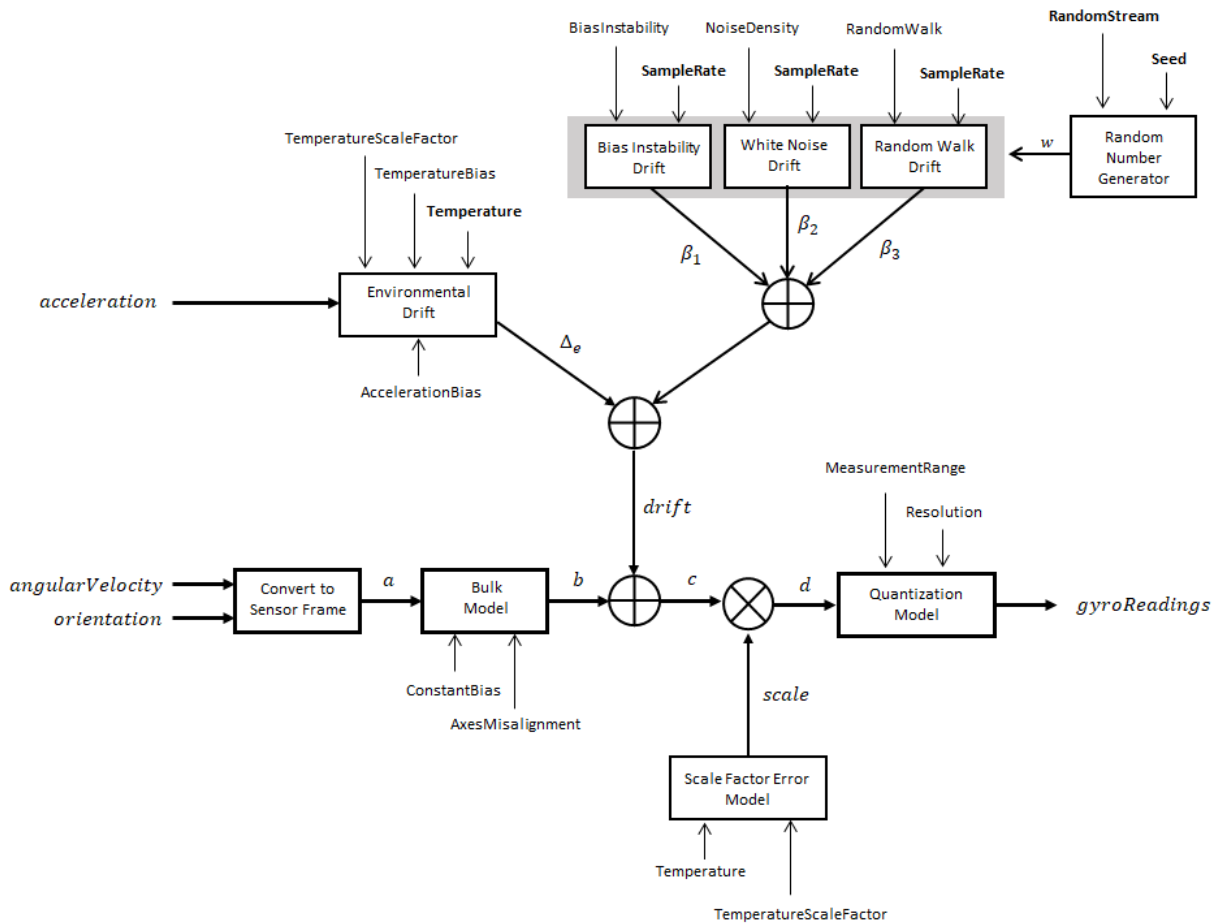 RandomStream
BiasInstability
NoiseDensity
RandomWalk
Seed
SampleRate
SampleRate
SampleRate
TemperatureScaleFactor
Bias Instability
Drift
White Noise
Drift
Random Walk
Drift
w
Random
Number
Generator
TemperatureBias
Temperature
β1
β2
β3
acceleration
Environmental
Drift
Δe
AccelerationBias
MeasurementRange
drift
Resolution
angularVelocity
orientation
Convert to
Sensor Frame
a
Bulk
Model
b
c
d
Quantization
Model
gyroReadings
ConstantBias
AxesMisalignment
scale
Scale Factor Error
Model
Temperature
TemperatureScaleFactor